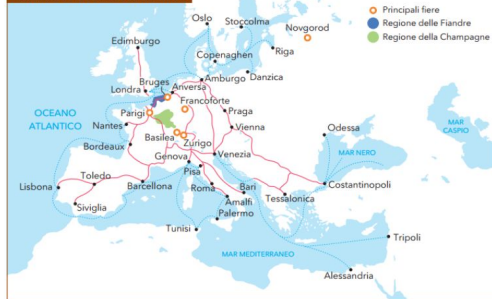 Principali fiere
Regione delle Fiandre
Regione della Champagne
Oslo
Stoccolma
Novgorod
Edimburgo
Riga
Copenaghen
Amburgo
Danzica
Bruges
Anversa
Londra
Francoforte
OCEANO
ATLANTICO
Parigi
Praga
Nantes
Vienna
Basilea
Zurigo
Odessa
MAR
CASPIO
Bordeaux
Genova
Venezia
MAR NERO
Pisa
Toledo
Lisbona
Barcellona
Roma
Bari
Costantinopoli
Siviglia
Amalfi
Tessalonica
Palermo
Tunisi
Tripoli
MAR MEDITERRANEO
Alessandria